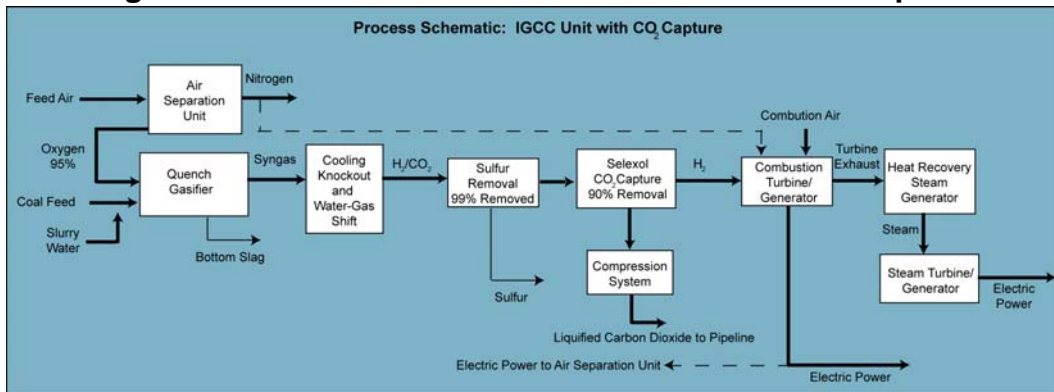 Process Schematic: IGCC Unit with CO2 Capture
Feed Air
Air
Separation
Unit
Nitrogen
Oxygen
95%
Coal Feed
Slurry
Water
Quench
Gasifier
Bottom Slag
Syngas
Cooling
Knockout
and
Water-Gas
Shift
H2/CO2
Sulfur
Removal
99% Removed
Sulfur
Selexol
CO2Capture
90% Removal
Compression
System
Liquified Carbon Dioxide to Pipeline
H2
Combution Air
Combustion
Turbine/
Generator
Turbine
Exhaust
Heat Recovery
Steam
Generator
Steam
Steam Turbine/
Generator
Electric
Power
Electric Power to Air Separation Unit
Electric Power